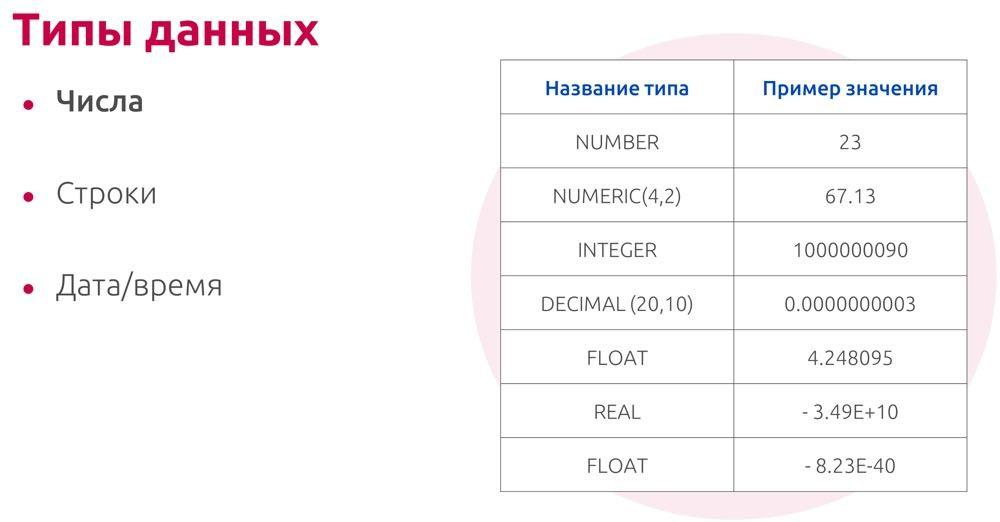 Типы данных
• Числа
• Строки
• Дата/время
Название типа Пример значения
NUMBER 23
NUMERIC(4,2) 67.13
INTEGER 1000000090
DECIMAL (20,10) 0.0000000003
FLOAT 4.248095
REAL - 3.49E+10
FLOAT - 8.23E-40